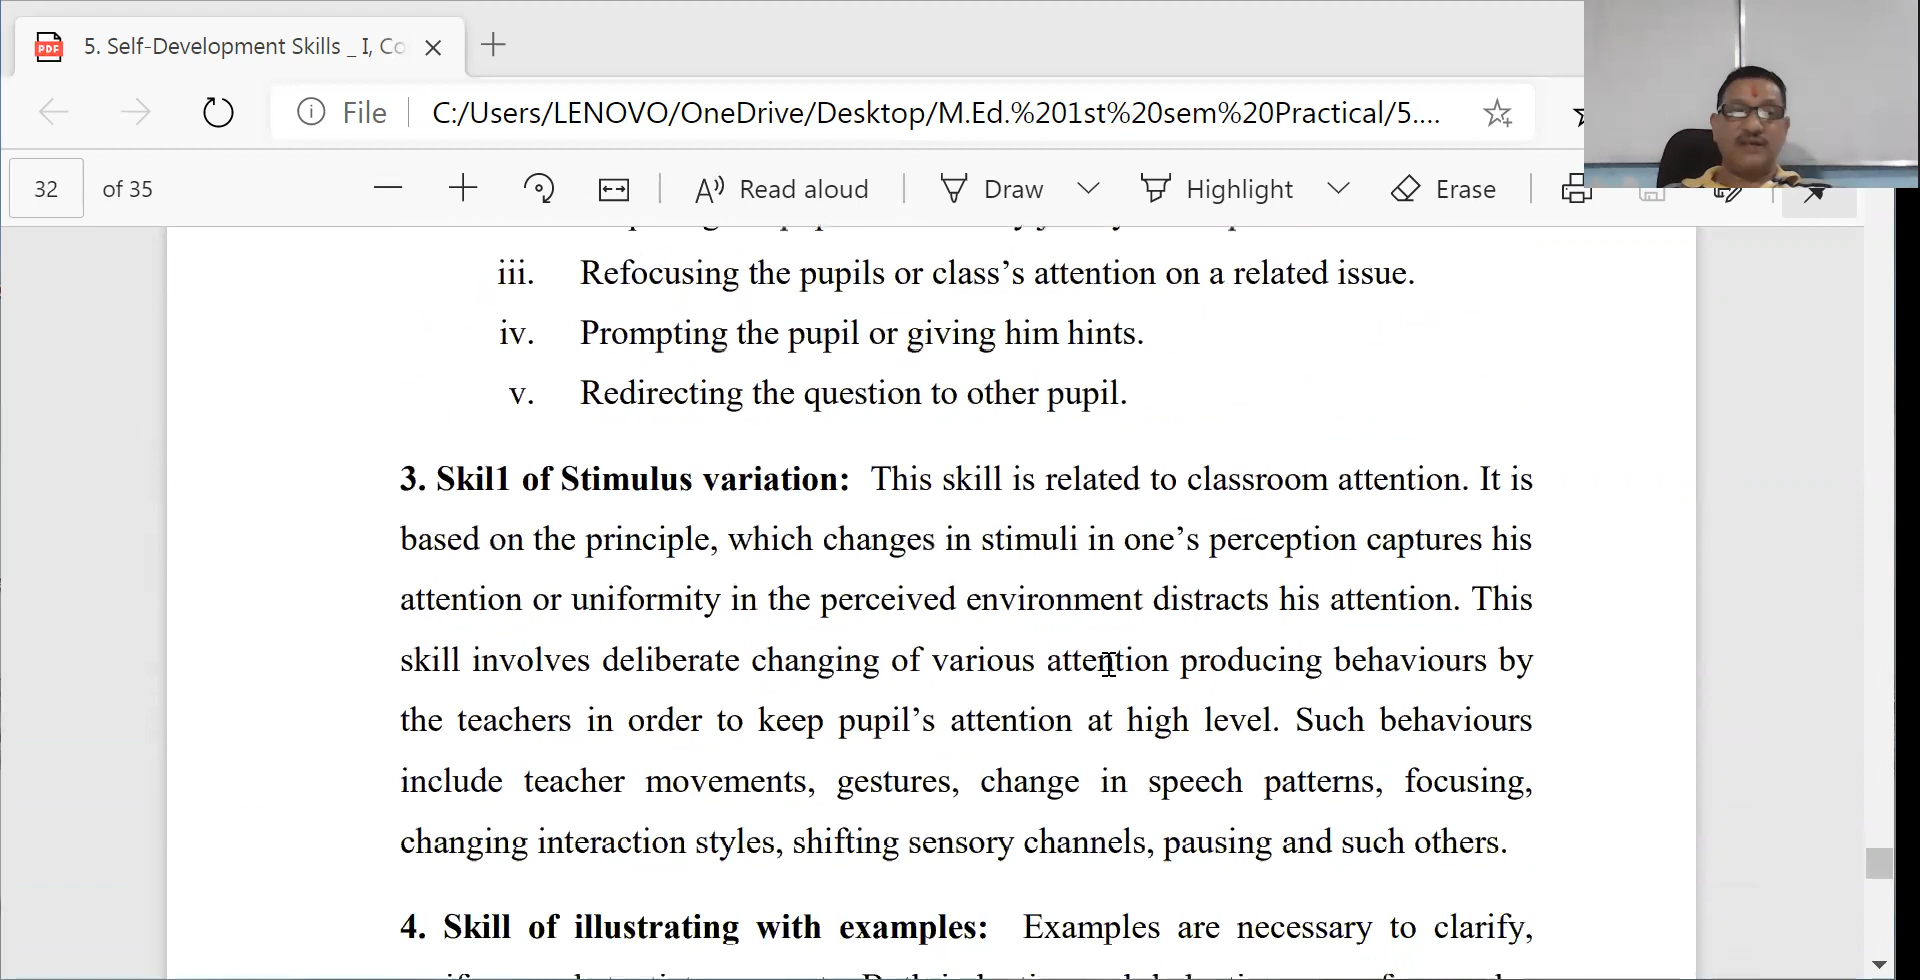 5. Self-Development Skills _ I, Co
File C:/Users/LENOVO/OneDrive/Desktop/M.Ed.%201st%20sem%20Practical/5....
32 of 35 Read aloud Draw Highlight Erase
iii. Refocusing the pupils or class’s attention on a related issue.
iv. Prompting the pupil or giving him hints.
v. Redirecting the question to other pupil.
3. Skil1 of Stimulus variation: This skill is related to classroom attention. It is
based on the principle, which changes in stimuli in one’s perception captures his
attention or uniformity in the perceived environment distracts his attention. This
skill involves deliberate changing of various attention producing behaviours by
the teachers in order to keep pupil’s attention at high level. Such behaviours
include teacher movements, gestures, change in speech patterns, focusing,
changing interaction styles, shifting sensory channels, pausing and such others.
4. Skill of illustrating with examples: Examples are necessary to clarify,